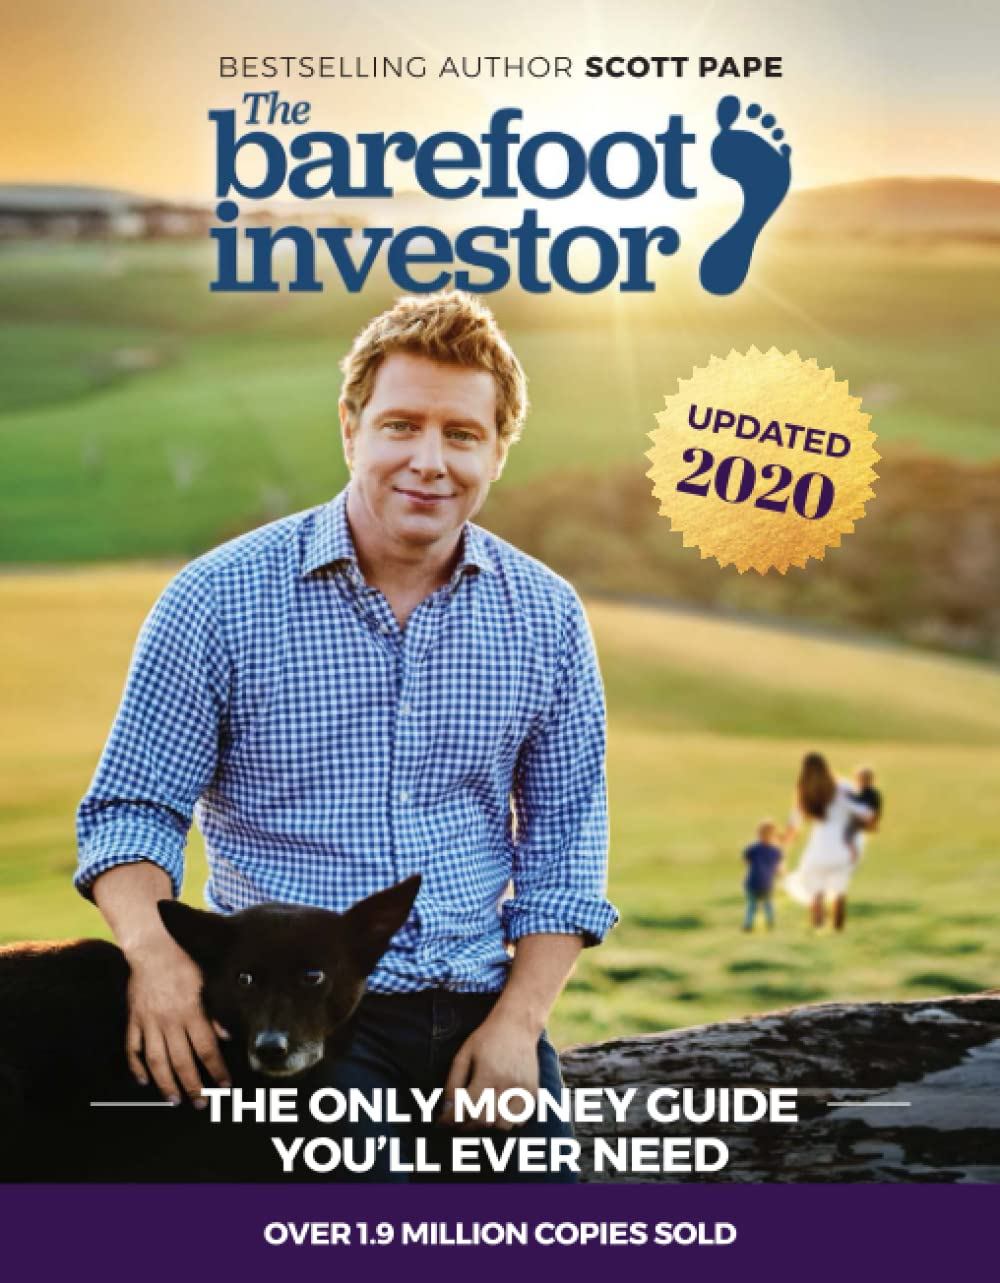 BESTSELLING AUTHOR SCOTT PAPE
The
barefoot
investor
UPDATED
2020
THE ONLY MONEY GUIDE
YOU'LL EVER NEED
OVER 1.9 MILLION COPIES SOLD